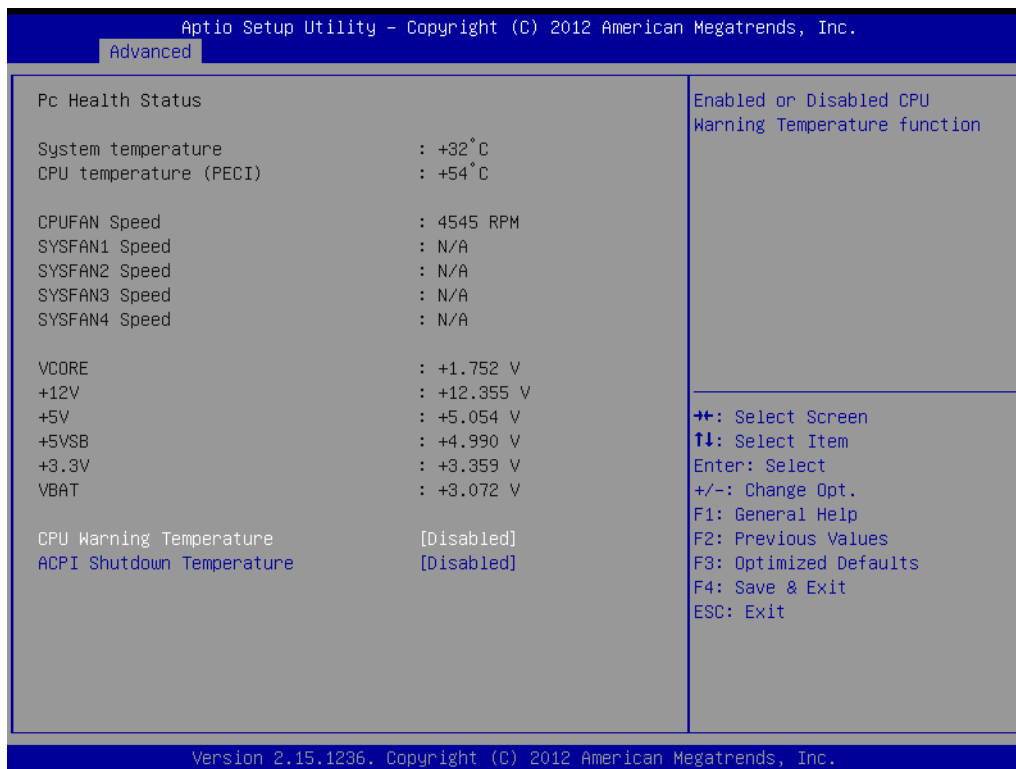 Aptio Setup Utility – Copyright (C) 2012 American Megatrends, Inc.
Advanced
Pc Health Status
System temperature : +32°C
CPU temperature (PECI) : +54°C
CPUFAN Speed : 4545 RPM
SYSFAN1 Speed : N/A
SYSFAN2 Speed : N/A
SYSFAN3 Speed : N/A
SYSFAN4 Speed : N/A
VCORE : +1.752 V
+12V : +12.355 V
+5V : +5.054 V
+5VSB : +4.990 V
+3.3V : +3.359 V
VBAT : +3.072 V
CPU Warning Temperature [Disabled]
ACPI Shutdown Temperature [Disabled]
Enabled or Disabled CPU
Warning Temperature function
→←: Select Screen
↑↓: Select Item
Enter: Select
+/-: Change Opt.
F1: General Help
F2: Previous Values
F3: Optimized Defaults
F4: Save & Exit
ESC: Exit
Version 2.15.1236. Copyright (C) 2012 American Megatrends, Inc.